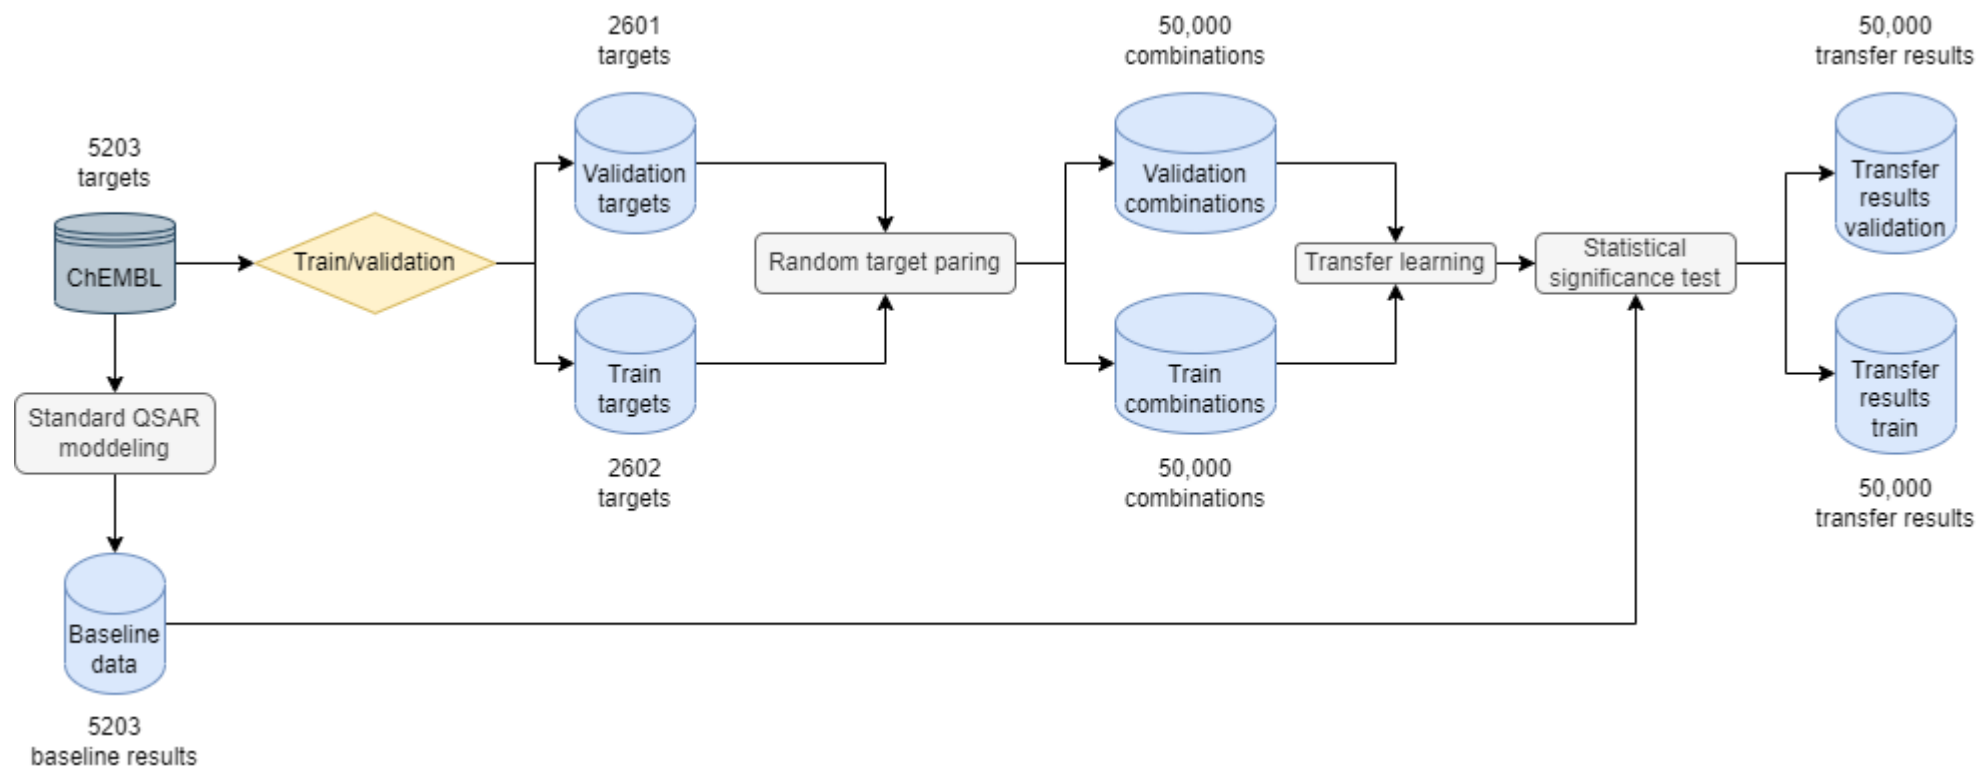 5203
targets
ChEMBL
Standard QSAR
moddeling
Baseline
data
5203
baseline results
Train/validation
2601
targets
Validation
targets
Train
targets
2602
targets
Random target paring
50,000
combinations
Validation
combinations
Train
combinations
50,000
combinations
Transfer learning
Statistical
significance test
50,000
transfer results
Transfer
results
validation
Transfer
results
train
50,000
transfer results